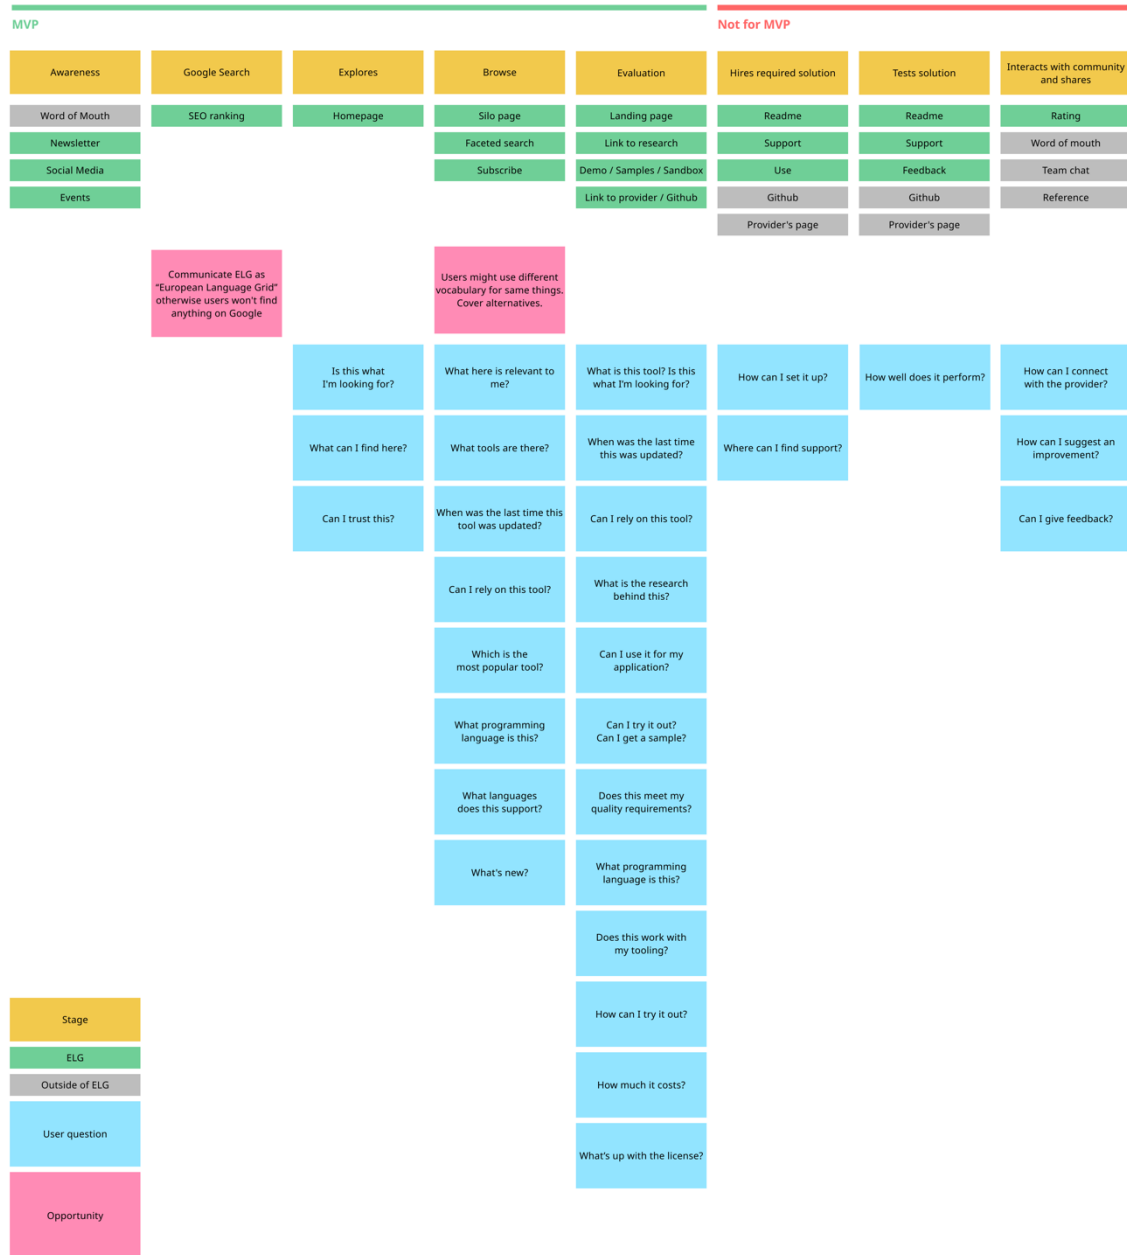 MVP
Not for MVP
Awareness
Google Search
Explores
Browse
Evaluation
Hires required solution
Tests solution
Interacts with community
and shares
Word of Mouth
SEO ranking
Homepage
Silo page
Landing page
Readme
Readme
Rating
Newsletter
Faceted search
Link to research
Support
Support
Word of mouth
Social Media
Subscribe
Demo / Samples / Sandbox
Use
Feedback
Team chat
Events
Link to provider / Github
Github
Github
Reference
Provider's page
Provider's page
Communicate ELG as
“European Language Grid”
otherwise users won't find
anything on Google
Users might use different
vocabulary for same things.
Cover alternatives.
Is this what
I'm looking for?
What here is relevant to
me?
What is this tool? Is this
what I'm looking for?
How can I set it up?
How well does it perform?
How can I connect
with the provider?
What can I find here?
What tools are there?
When was the last time
this was updated?
Where can I find support?
How can I suggest an
improvement?
Can I trust this?
When was the last time this
tool was updated?
Can I rely on this tool?
Can I give feedback?
Can I rely on this tool?
What is the research
behind this?
Which is the
most popular tool?
Can I use it for my
application?
What programming
language is this?
Can I try it out?
Can I get a sample?
What languages
does this support?
Does this meet my
quality requirements?
What's new?
What programming
language is this?
Does this work with
my tooling?
How can I try it out?
How much it costs?
What's up with the license?
Stage
ELG
Outside of ELG
User question
Opportunity